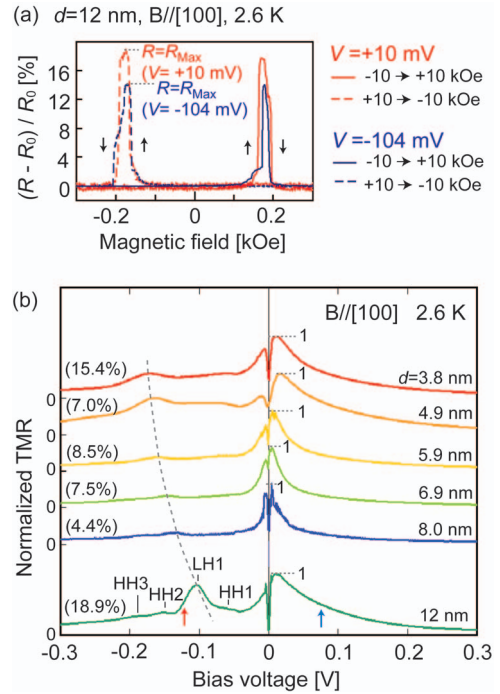 (a) d=12 nm, B//[100], 2.6 K
(R - R0) / R0 [%]
16
12
8
4
0
R=RMax
(V= +10 mV)
R=RMax
(V= -104 mV)
-0.2
0
0.2
Magnetic field [kOe]
V=+10 mV
-10 → +10 kOe
+10 → -10 kOe
V=-104 mV
-10 → +10 kOe
+10 → -10 kOe
(b)
B//[100] 2.6 K
Normalized TMR
(15.4%) 1 d=3.8 nm
0 (7.0%) 1 4.9 nm
0 (8.5%) 1 5.9 nm
0 (7.5%) 1 6.9 nm
0 (4.4%) 1 8.0 nm
0
(18.9%) HH3 HH2 LH1 HH1 1 12 nm
0
-0.3 -0.2 -0.1 0 0.1 0.2 0.3
Bias voltage [V]